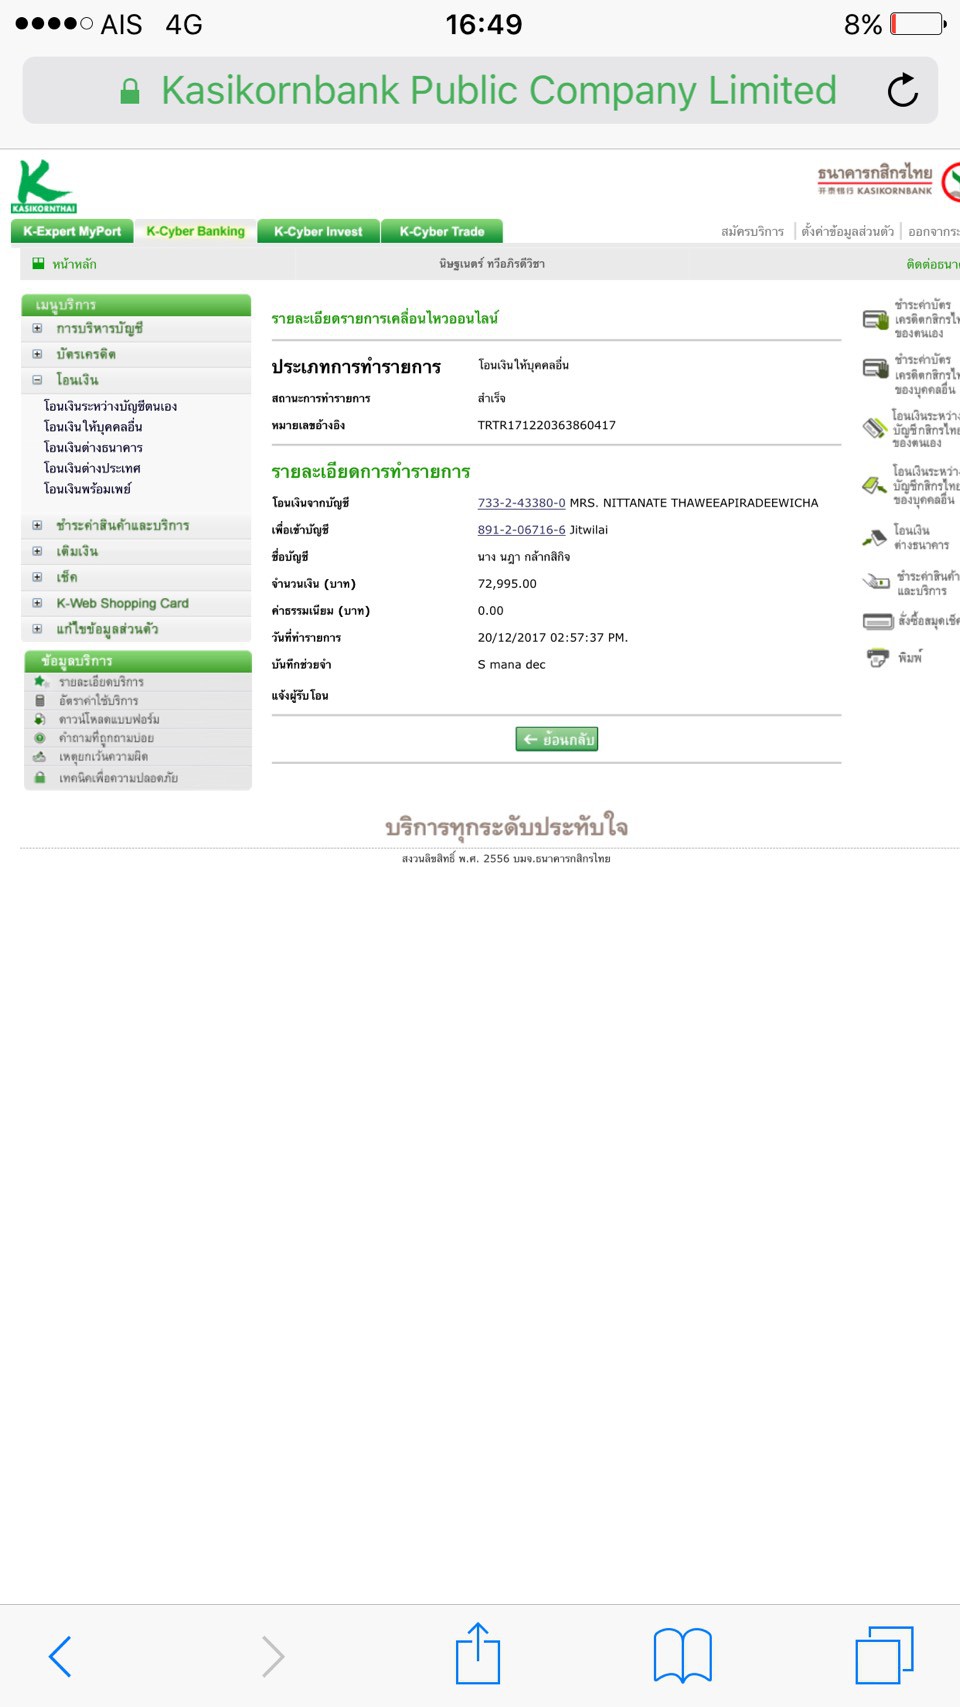 AIS 4G 16:49 8%
Kasikornbank Public Company Limited
KASIKORNTHAI
ธนาคารกสิกรไทย
开泰银行 KASIKORNBANK
K-Expert MyPort K-Cyber Banking K-Cyber Invest K-Cyber Trade
สมัครบริการ ตั้งค่าข้อมูลส่วนตัว ออกจากระ
หน้าหลัก นิษฐเนตร์ ทวีอภิรดีวิชา ติดต่อธนา
เมนูบริการ
การบริหารบัญชี
บัตรเครดิต
โอนเงิน
โอนเงินระหว่างบัญชีตนเอง
โอนเงินให้บุคคลอื่น
โอนเงินต่างธนาคาร
โอนเงินต่างประเทศ
โอนเงินพร้อมเพย์
ชำระค่าสินค้าและบริการ
เติมเงิน
เช็ค
K-Web Shopping Card
แก้ไขข้อมูลส่วนตัว
ข้อมูลบริการ
รายละเอียดบริการ
อัตราค่าใช้บริการ
ดาวน์โหลดแบบฟอร์ม
คำถามที่ถูกถามบ่อย
เหตุยกเว้นความผิด
เทคนิคเพื่อความปลอดภัย
รายละเอียดรายการเคลื่อนไหวออนไลน์
ประเภทการทำรายการ โอนเงินให้บุคคลอื่น
สถานะการทำรายการ สำเร็จ
หมายเลขอ้างอิง TRTR171220363860417
รายละเอียดการทำรายการ
โอนเงินจากบัญชี 733-2-43380-0 MRS. NITTANATE THAWEEAPIRADEEWICHA
เพื่อเข้าบัญชี 891-2-06716-6 Jitwilai
ชื่อบัญชี นาง นฎา กล้ากสิกิจ
จำนวนเงิน (บาท) 72,995.00
ค่าธรรมเนียม (บาท) 0.00
วันที่ทำรายการ 20/12/2017 02:57:37 PM.
บันทึกช่วยจำ S mana dec
แจ้งผู้รับโอน
ย้อนกลับ
ชำระค่าบัตร
เครดิตกสิกรไท
ของตนเอง
ชำระค่าบัตร
เครดิตกสิกรไท
ของบุคคลอื่น
โอนเงินระหว่า
บัญชีกสิกรไทย
ของตนเอง
โอนเงินระหว่า
บัญชีกสิกรไทย
ของบุคคลอื่น
โอนเงิน
ต่างธนาคาร
ชำระค่าสินค้า
และบริการ
สั่งซื้อสมุดเช็ค
พิมพ์
บริการทุกระดับประทับใจ
สงวนลิขสิทธิ์ พ.ศ. 2556 บมจ.ธนาคารกสิกรไทย